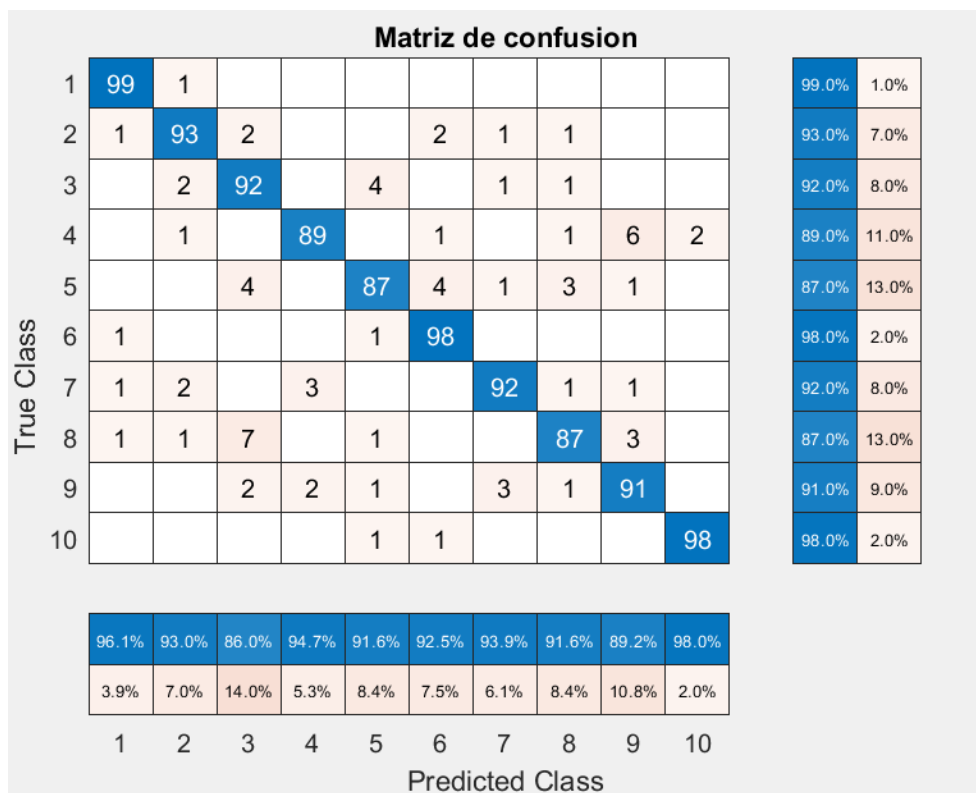 Matriz de confusion
1 99 1 99.0% 1.0%
2 1 93 2 2 1 1 93.0% 7.0%
3 2 92 4 1 1 92.0% 8.0%
4 1 89 1 1 6 2 89.0% 11.0%
5 4 87 4 1 3 1 87.0% 13.0%
6 1 1 98 98.0% 2.0%
7 1 2 3 92 1 1 92.0% 8.0%
8 1 1 7 1 87 3 87.0% 13.0%
9 2 2 1 3 1 91 91.0% 9.0%
10 1 1 98 98.0% 2.0%
True Class
96.1% 93.0% 86.0% 94.7% 91.6% 92.5% 93.9% 91.6% 89.2% 98.0%
3.9% 7.0% 14.0% 5.3% 8.4% 7.5% 6.1% 8.4% 10.8% 2.0%
1 2 3 4 5 6 7 8 9 10
Predicted Class